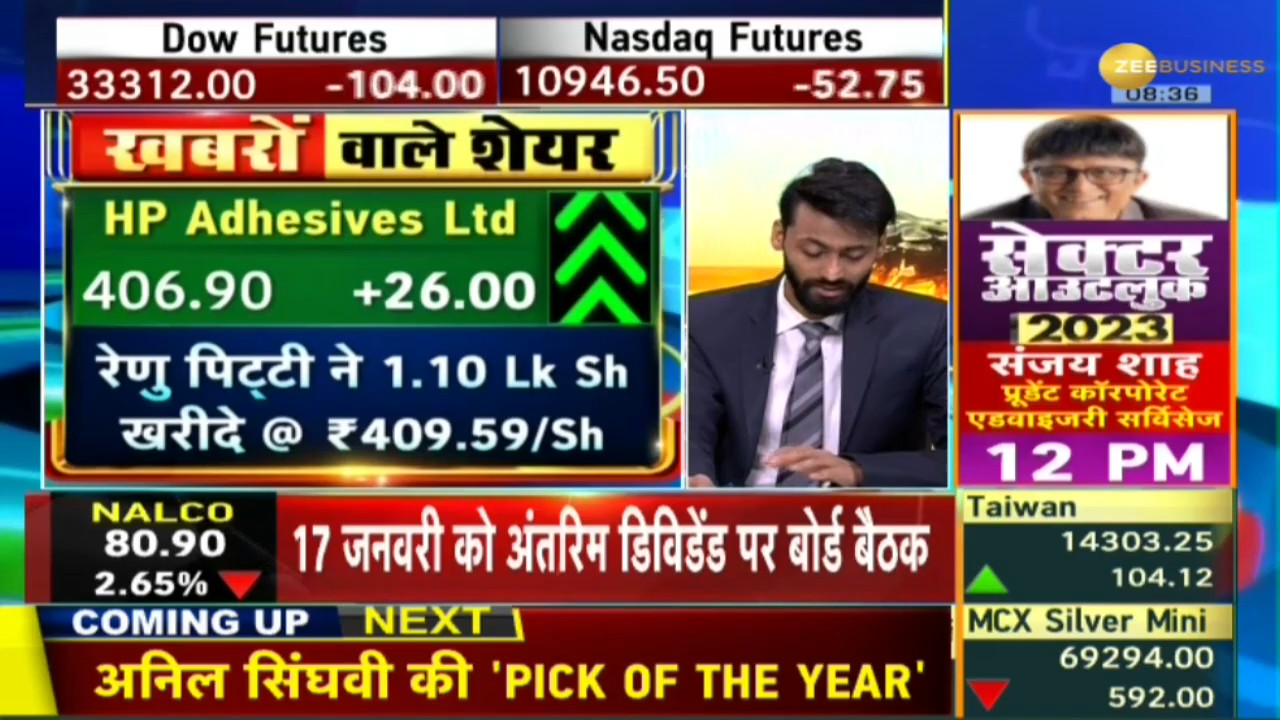 Dow Futures
33312.00 -104.00
Nasdaq Futures
10946.50 -52.75
ZEEBUSINESS
08:36
खबरों वाले शेयर
HP Adhesives Ltd
406.90 +26.00
रेणु पिट्टी ने 1.10 Lk Sh
खरीदे @ ₹409.59/Sh
सेक्टर
आउटलुक
2023
संजय शाह
प्रूडेंट कॉरपोरेट
एडवाइजरी सर्विसेज
12 PM
NALCO
80.90
2.65%
17 जनवरी को अंतरिम डिविडेंड पर बोर्ड बैठक
Taiwan
14303.25
104.12
MCX Silver Mini
69294.00
592.00
COMING UP NEXT
अनिल सिंघवी की 'PICK OF THE YEAR'